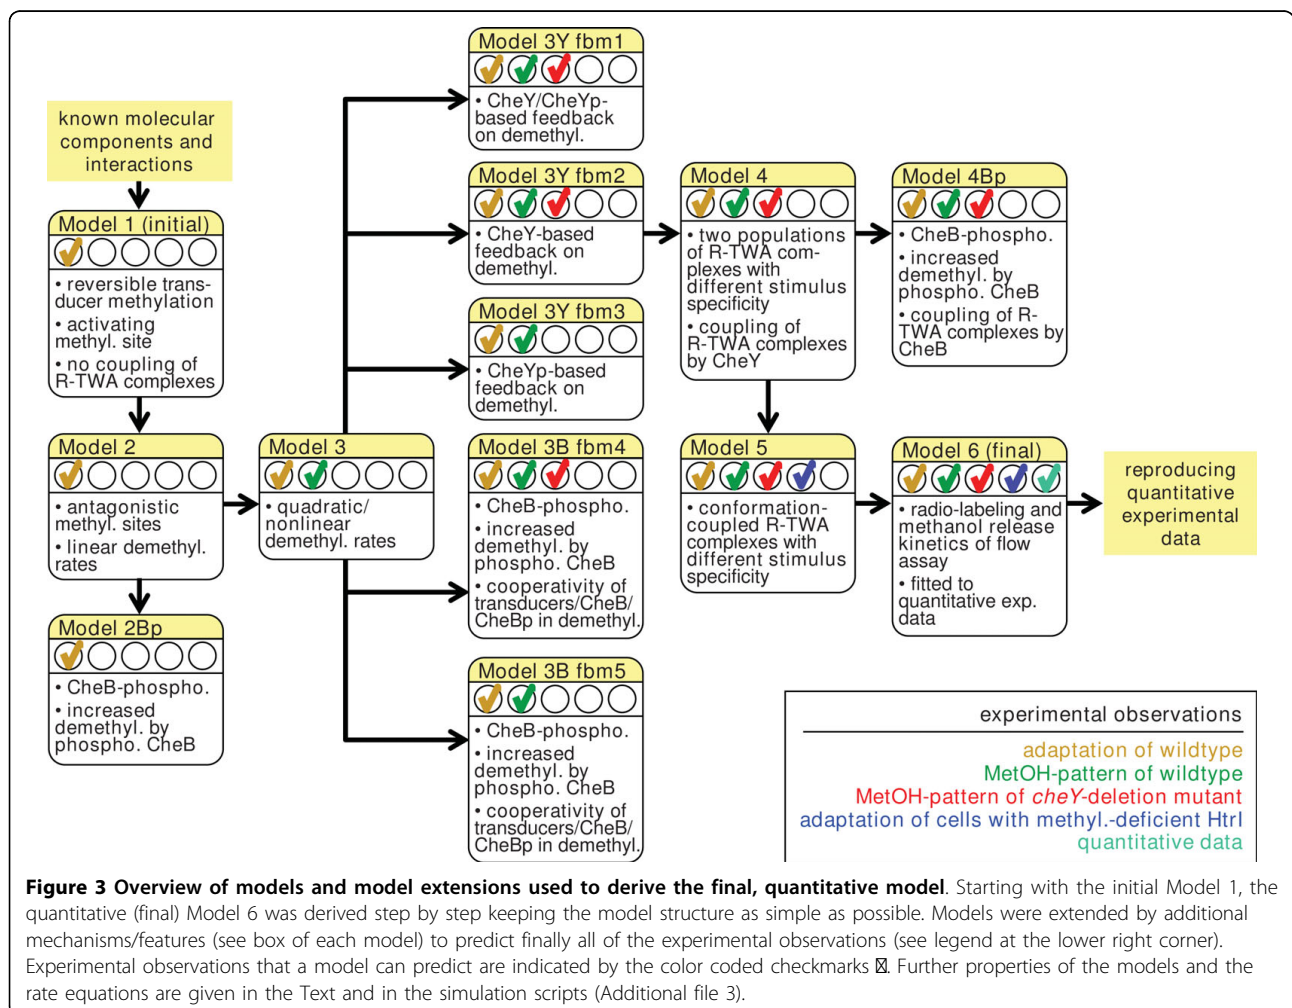 known molecular
components and
interactions
Model 1 (initial)
• reversible trans-
ducer methylation
• activating
methyl. site
• no coupling of
R-TWA complexes
Model 2
• antagonistic
methyl. sites
• linear demethyl.
rates
Model 2Bp
• CheB-phospho.
• increased
demethyl. by
phospho. CheB
Model 3
• quadratic/
nonlinear
demethyl. rates
Model 3Y fbm1
• CheY/CheYp-
based feedback
on demethyl.
Model 3Y fbm2
• CheY-based
feedback on
demethyl.
Model 3Y fbm3
• CheYp-based
feedback on
demethyl.
Model 3B fbm4
• CheB-phospho.
• increased
demethyl. by
phospho. CheB
• cooperativity of
transducers/CheB/
CheBp in demethyl.
Model 3B fbm5
• CheB-phospho.
• increased
demethyl. by
phospho. CheB
• cooperativity of
transducers/CheB/
CheBp in demethyl.
Model 4
• two populations
of R-TWA com-
plexes with
different stimulus
specificity
• coupling of
R-TWA complexes
by CheY
Model 4Bp
• CheB-phospho.
• increased
demethyl. by
phospho. CheB
• coupling of R-
TWA complexes by
CheB
Model 5
• conformation-
coupled R-TWA
complexes with
different stimulus
specificity
Model 6 (final)
• radio-labeling and
methanol release
kinetics of flow
assay
• fitted to
quantitative exp.
data
reproducing
quantitative
experimental
data
experimental observations
adaptation of wildtype
MetOH-pattern of wildtype
MetOH-pattern of cheY-deletion mutant
adaptation of cells with methyl.-deficient HtrI
quantitative data
Figure 3 Overview of models and model extensions used to derive the final, quantitative model. Starting with the initial Model 1, the
quantitative (final) Model 6 was derived step by step keeping the model structure as simple as possible. Models were extended by additional
mechanisms/features (see box of each model) to predict finally all of the experimental observations (see legend at the lower right corner).
Experimental observations that a model can predict are indicated by the color coded checkmarks . Further properties of the models and the
rate equations are given in the Text and in the simulation scripts (Additional file 3).